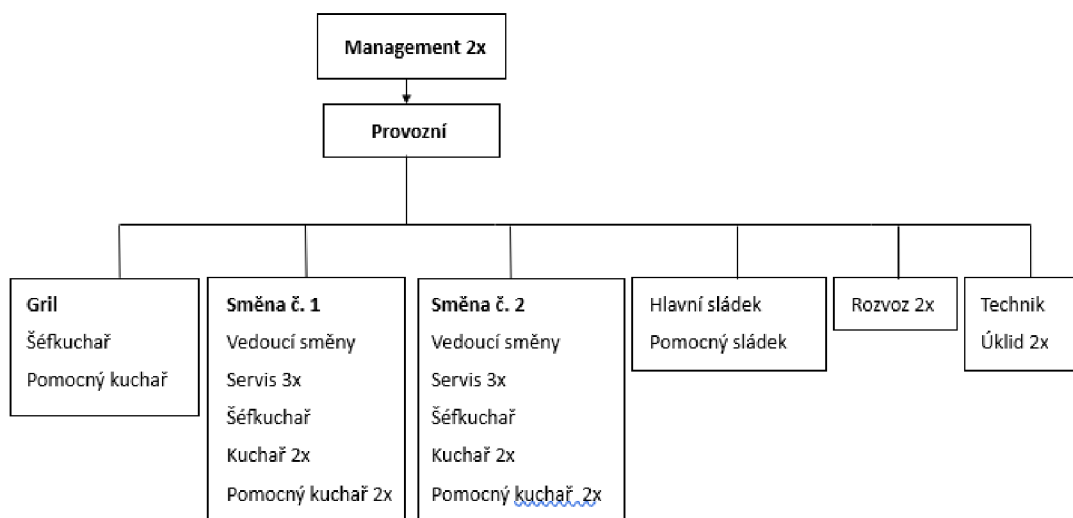 Management 2x
Provozní
Gril
Šéfkuchař
Pomocný kuchař
Směna č. 1
Vedoucí směny
Servis 3x
Šéfkuchař
Kuchař 2x
Pomocný kuchař 2x
Směna č. 2
Vedoucí směny
Servis 3x
Šéfkuchař
Kuchař 2x
Pomocný kuchař 2x
Hlavní sládek
Pomocný sládek
Rozvoz 2x
Technik
Úklid 2x